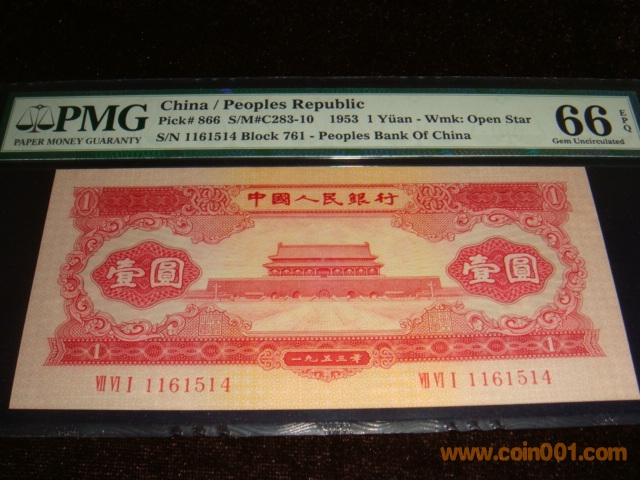 PMG
PAPER MONEY GUARANTY
China / Peoples Republic
Pick# 866 S/M#C283-10 1953 1 Yüan - Wmk: Open Star
S/N 1161514 Block 761 - Peoples Bank Of China
66 EPQ
Gem Uncirculated
中國人民銀行
1 1
壹圓 壹圓
1 1
一九五三年
VII VI I 1161514 VII VI I 1161514
www.coin001.com